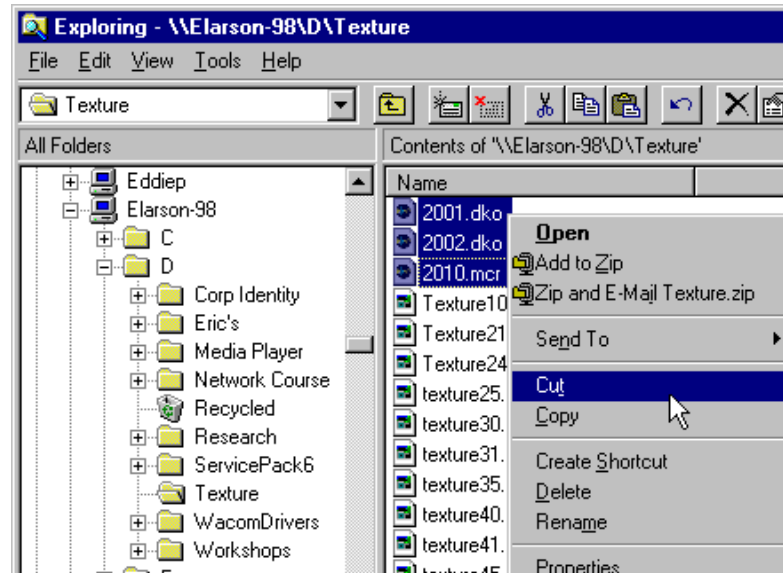 Exploring - \\Elarson-98\D\Texture
File Edit View Tools Help
Texture
All Folders
Contents of '\\Elarson-98\D\Texture'
Eddiep
Elarson-98
C
D
Corp Identity
Eric's
Media Player
Network Course
Recycled
Research
ServicePack6
Texture
WacomDrivers
Workshops
Name
2001.dko
2002.dko
2010.mcr
Texture10
Texture21
Texture24
texture25.
texture30.
texture31.
texture35.
texture40.
texture41.
texture45
Open
Add to Zip
Zip and E-Mail Texture.zip
Send To
Cut
Copy
Create Shortcut
Delete
Rename
Properties